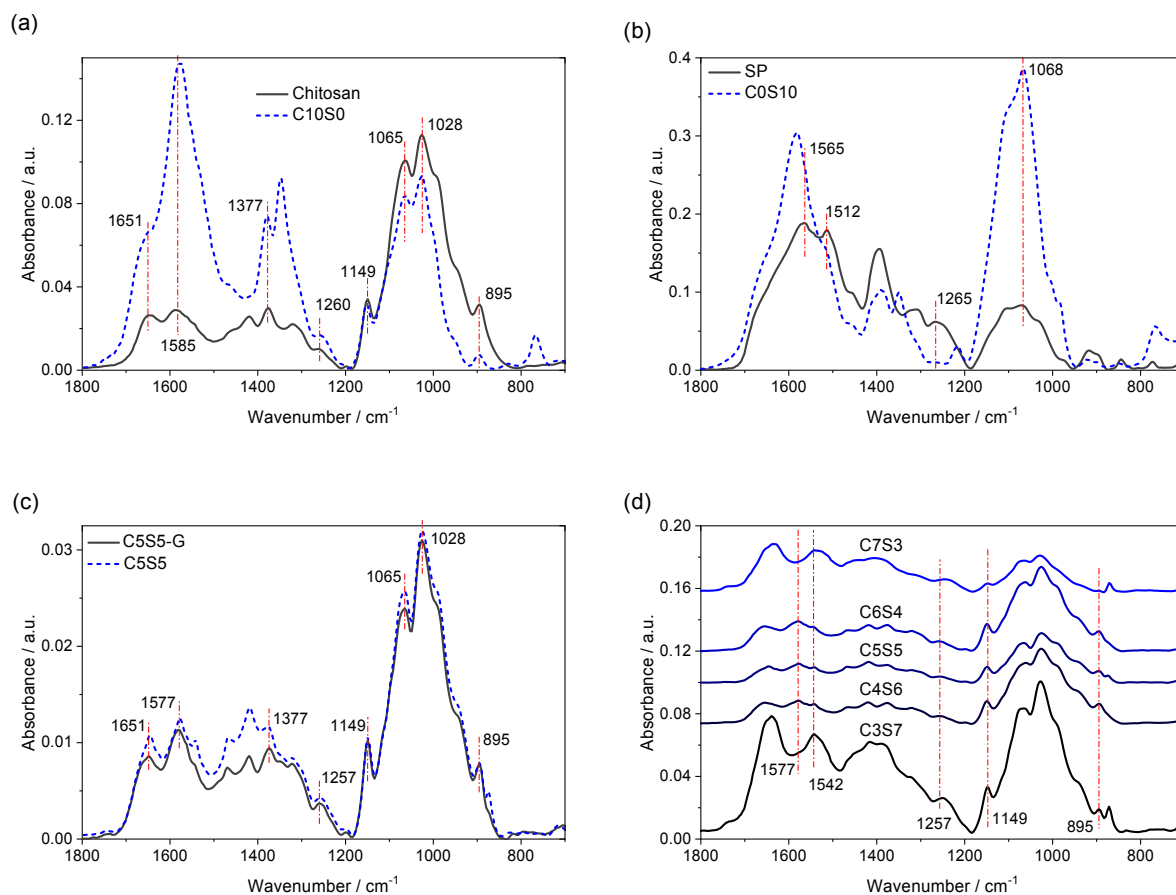 (a)
Chitosan
C10S0
1651
1585
1377
1260
1149
1065
1028
895
0.12
0.08
0.04
0.00
Absorbance / a.u.
1800 1600 1400 1200 1000 800
Wavenumber / cm⁻¹
(b)
SP
C0S10
1068
1565
1512
1265
0.4
0.3
0.2
0.1
0.0
Absorbance / a.u.
1800 1600 1400 1200 1000 800
Wavenumber / cm⁻¹
(c)
C5S5-G
C5S5
1028
1065
1651
1577
1377
1257
1149
895
0.03
0.02
0.01
0.00
Absorbance / a.u.
1800 1600 1400 1200 1000 800
Wavenumber / cm⁻¹
(d)
C7S3
C6S4
C5S5
C4S6
C3S7
1577
1542
1257
1149
895
0.20
0.16
0.12
0.08
0.04
0.00
Absorbance / a.u.
1800 1600 1400 1200 1000 800
Wavenumber / cm⁻¹